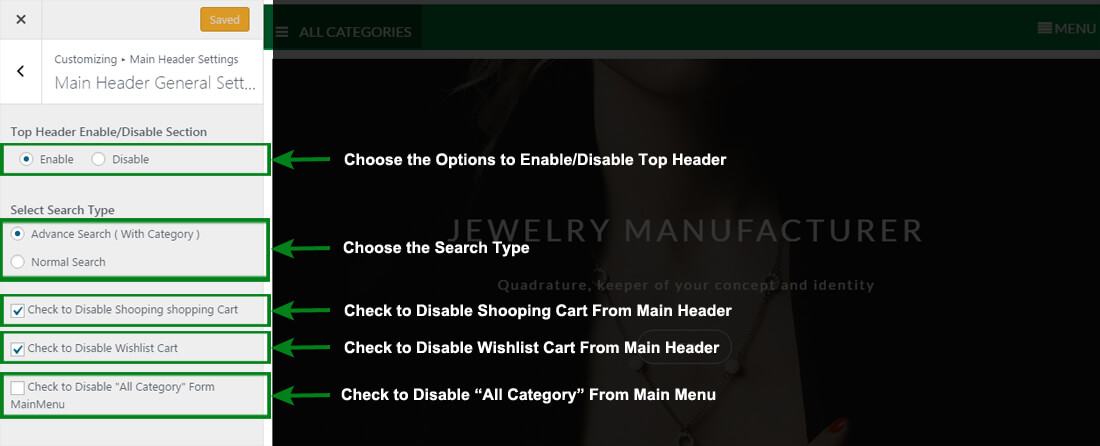 Saved
ALL CATEGORIES
MENU
Customizing ▸ Main Header Settings
Main Header General Sett...
Top Header Enable/Disable Section
Enable Disable
Choose the Options to Enable/Disable Top Header
Select Search Type
Advance Search ( With Category )
Normal Search
Choose the Search Type
JEWELRY MANUFACTURER
Quadrature, keeper of your concept and identity
Check to Disable Shooping shopping Cart
Check to Disable Shooping Cart From Main Header
Check to Disable Wishlist Cart
Check to Disable Wishlist Cart From Main Header
Check to Disable "All Category" Form
MainMenu
Check to Disable “All Category” From Main Menu